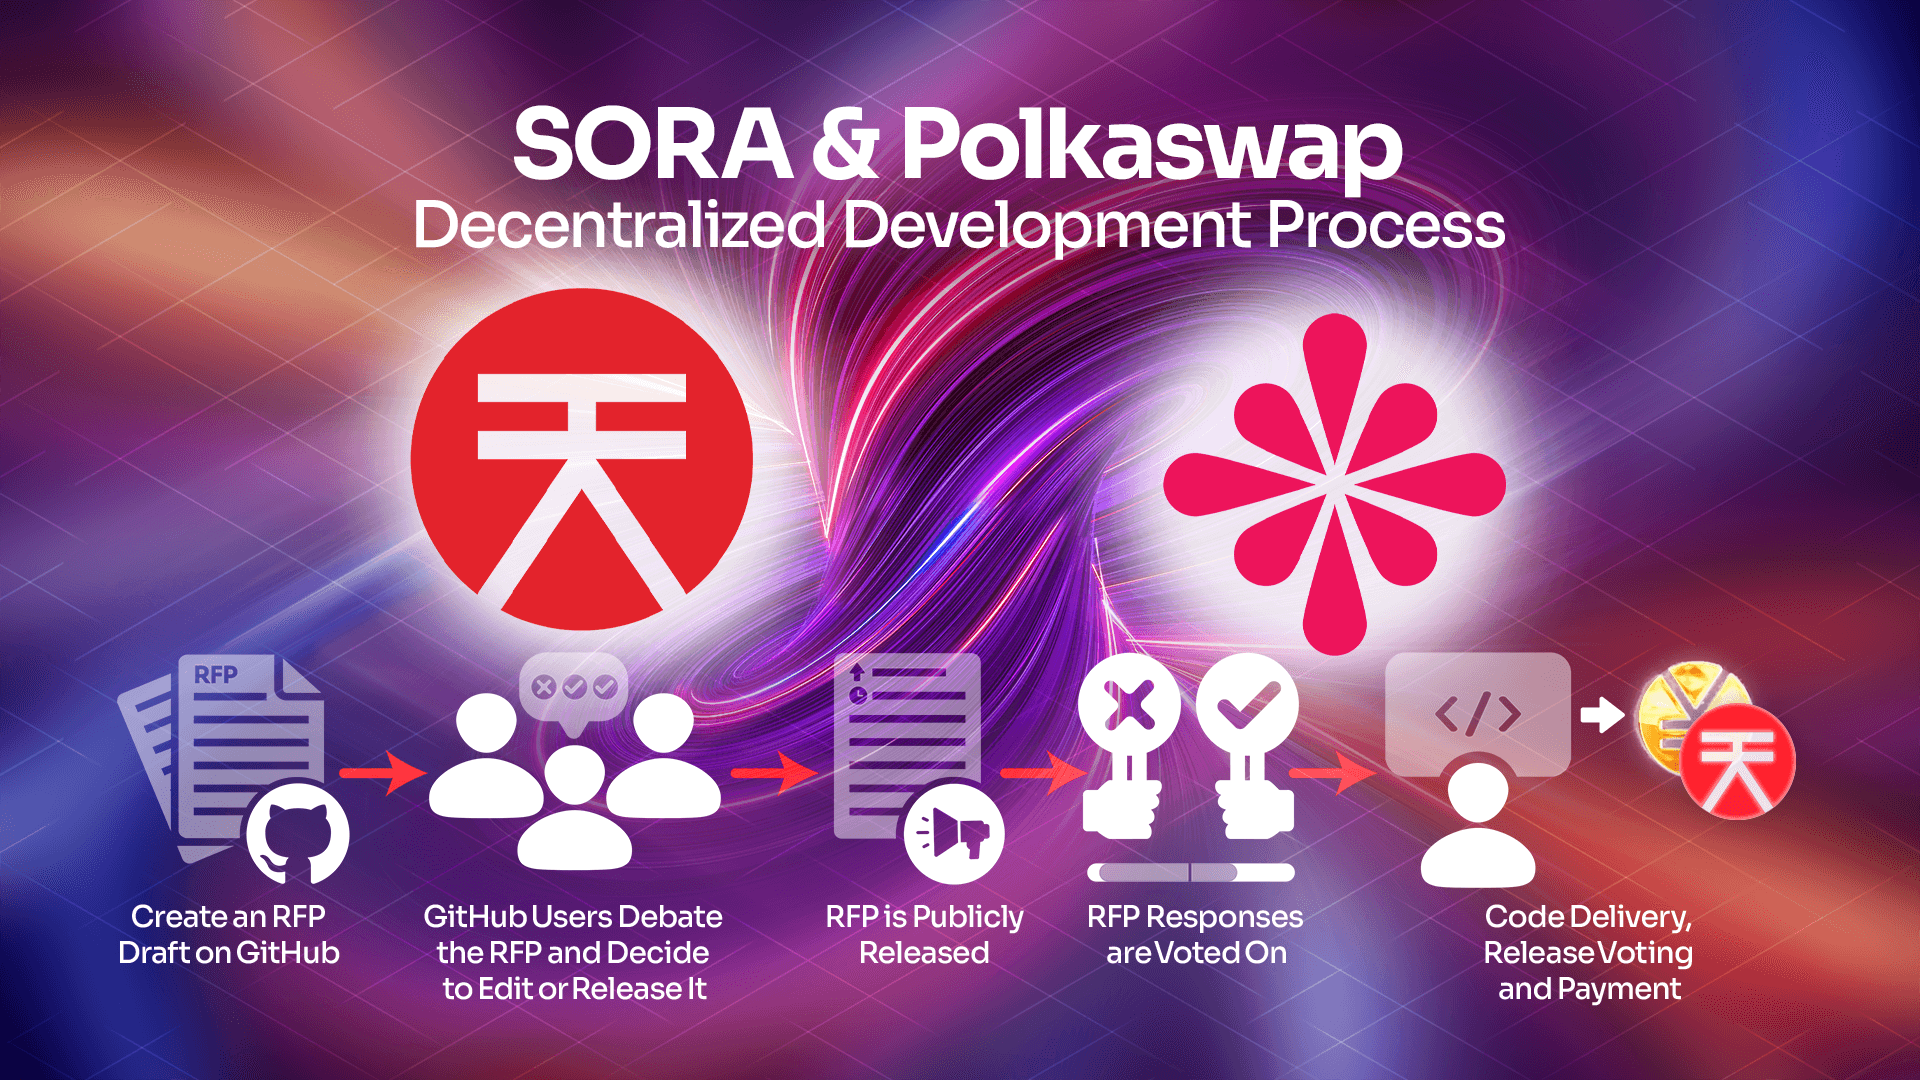 SORA & Polkaswap
Decentralized Development Process
RFP
</>
Create an RFP
Draft on GitHub
GitHub Users Debate
the RFP and Decide
to Edit or Release It
RFP is Publicly
Released
RFP Responses
are Voted On
Code Delivery,
Release Voting
and Payment